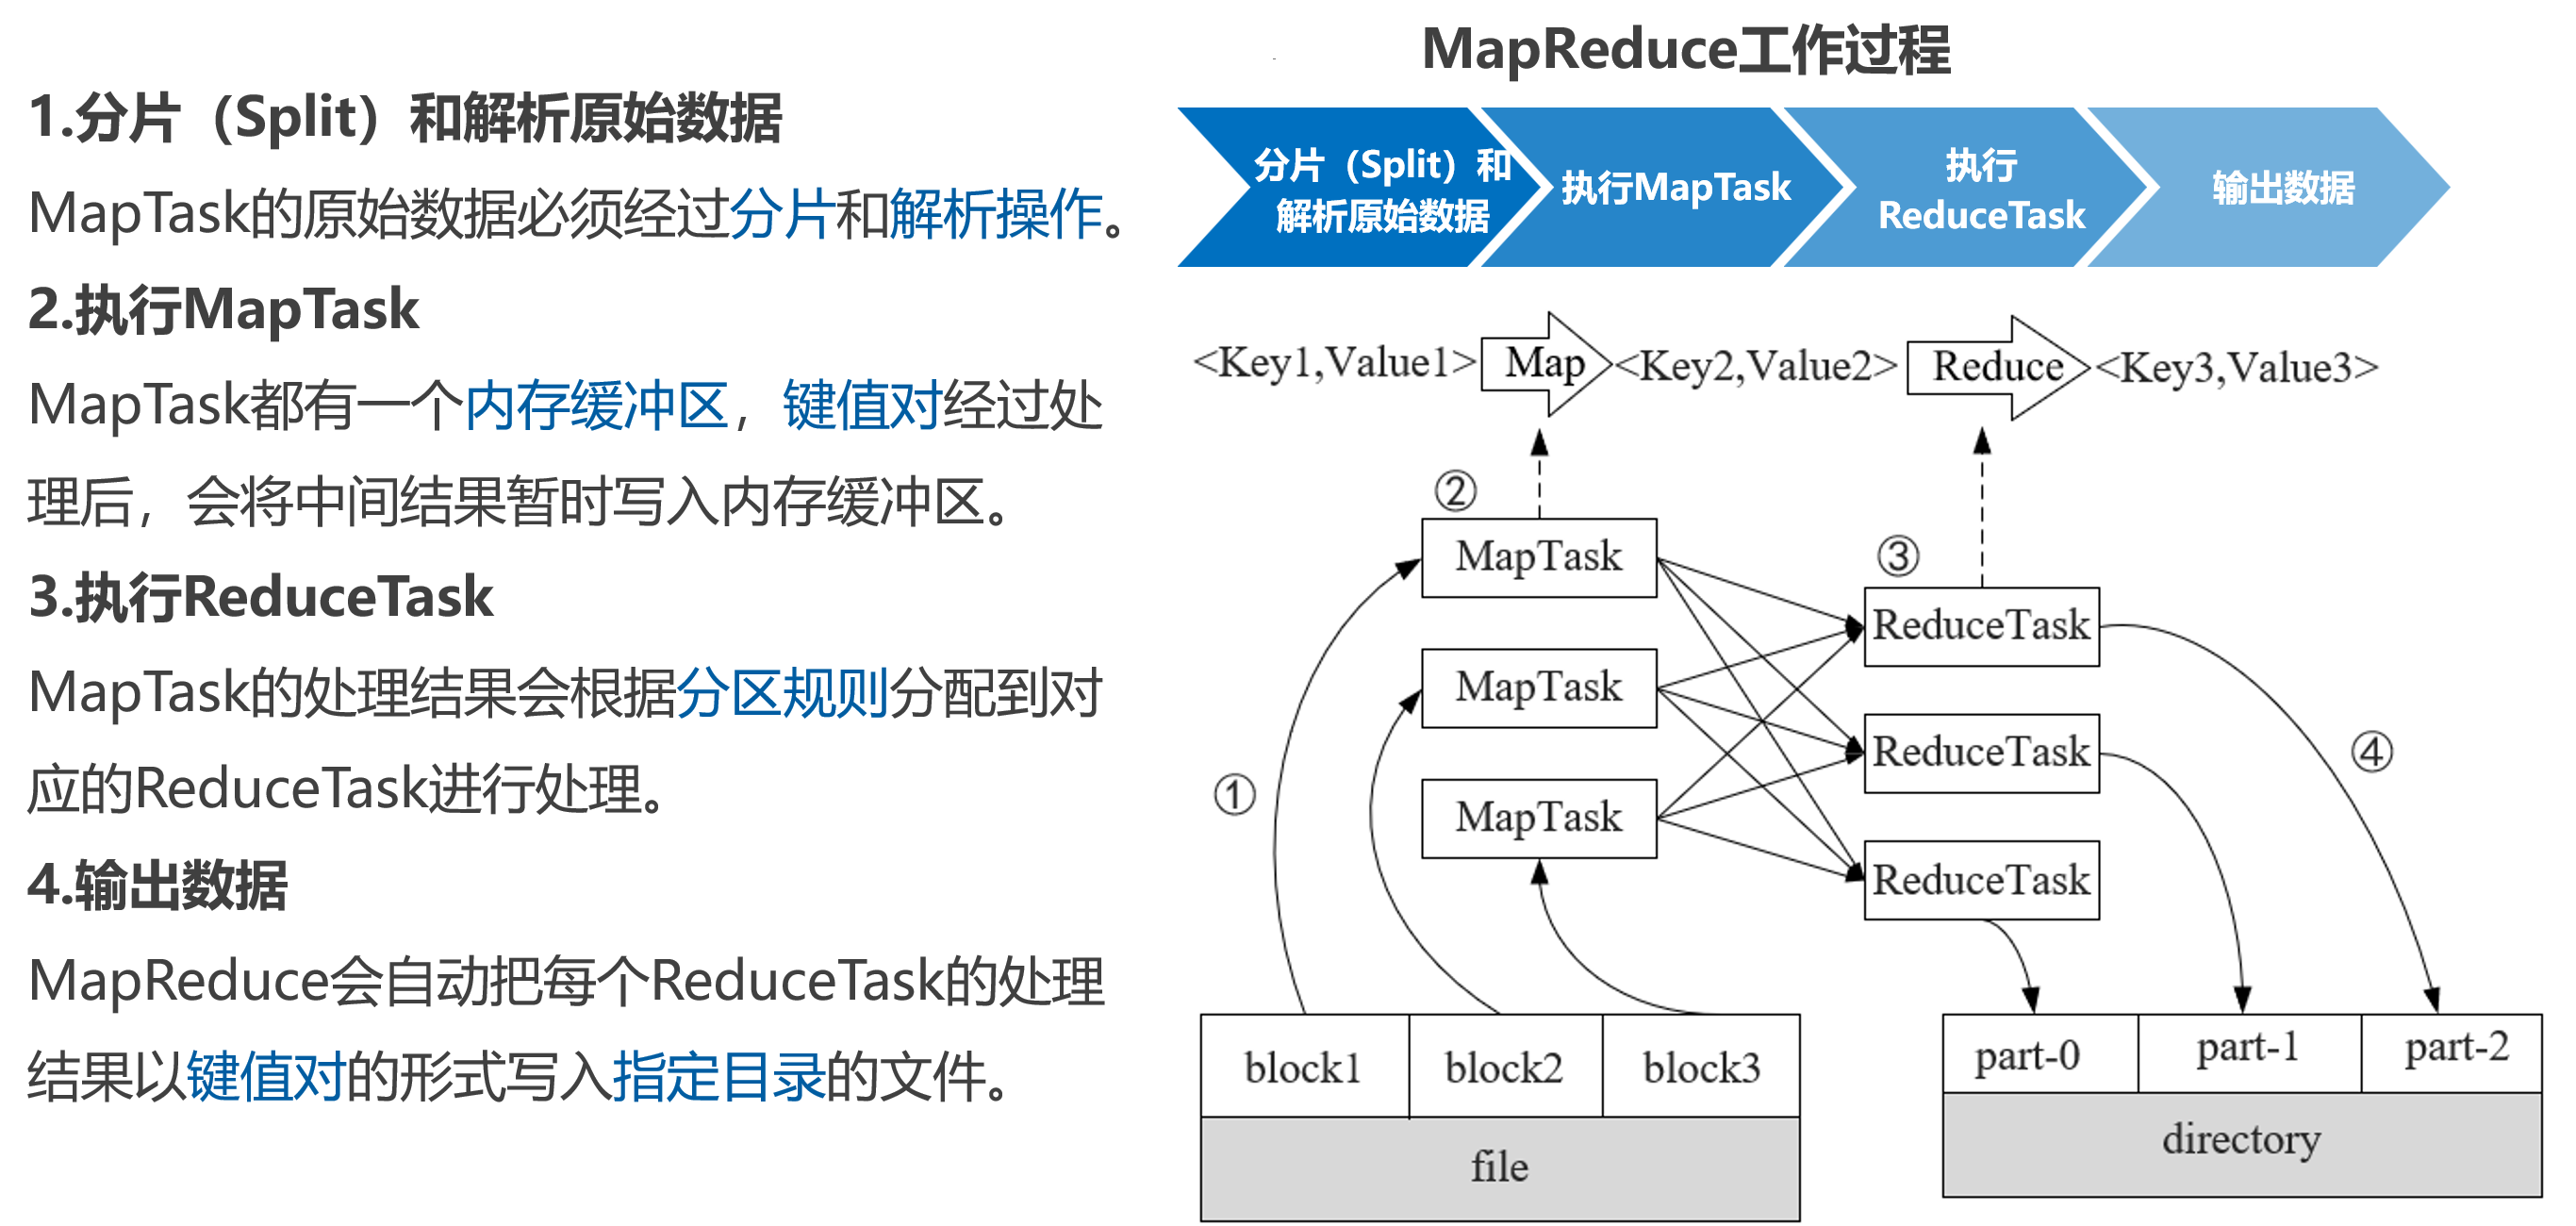 MapReduce工作过程
1.分片（Split）和解析原始数据
MapTask的原始数据必须经过分片和解析操作。
2.执行MapTask
MapTask都有一个内存缓冲区，键值对经过处
理后，会将中间结果暂时写入内存缓冲区。
3.执行ReduceTask
MapTask的处理结果会根据分区规则分配到对
应的ReduceTask进行处理。
4.输出数据
MapReduce会自动把每个ReduceTask的处理
结果以键值对的形式写入指定目录的文件。
分片（Split）和
解析原始数据
执行MapTask
执行
ReduceTask
输出数据
<Key1,Value1>
Map
<Key2,Value2>
Reduce
<Key3,Value3>
②
MapTask
MapTask
MapTask
③
ReduceTask
ReduceTask
ReduceTask
①
④
block1
block2
block3
file
part-0
part-1
part-2
directory